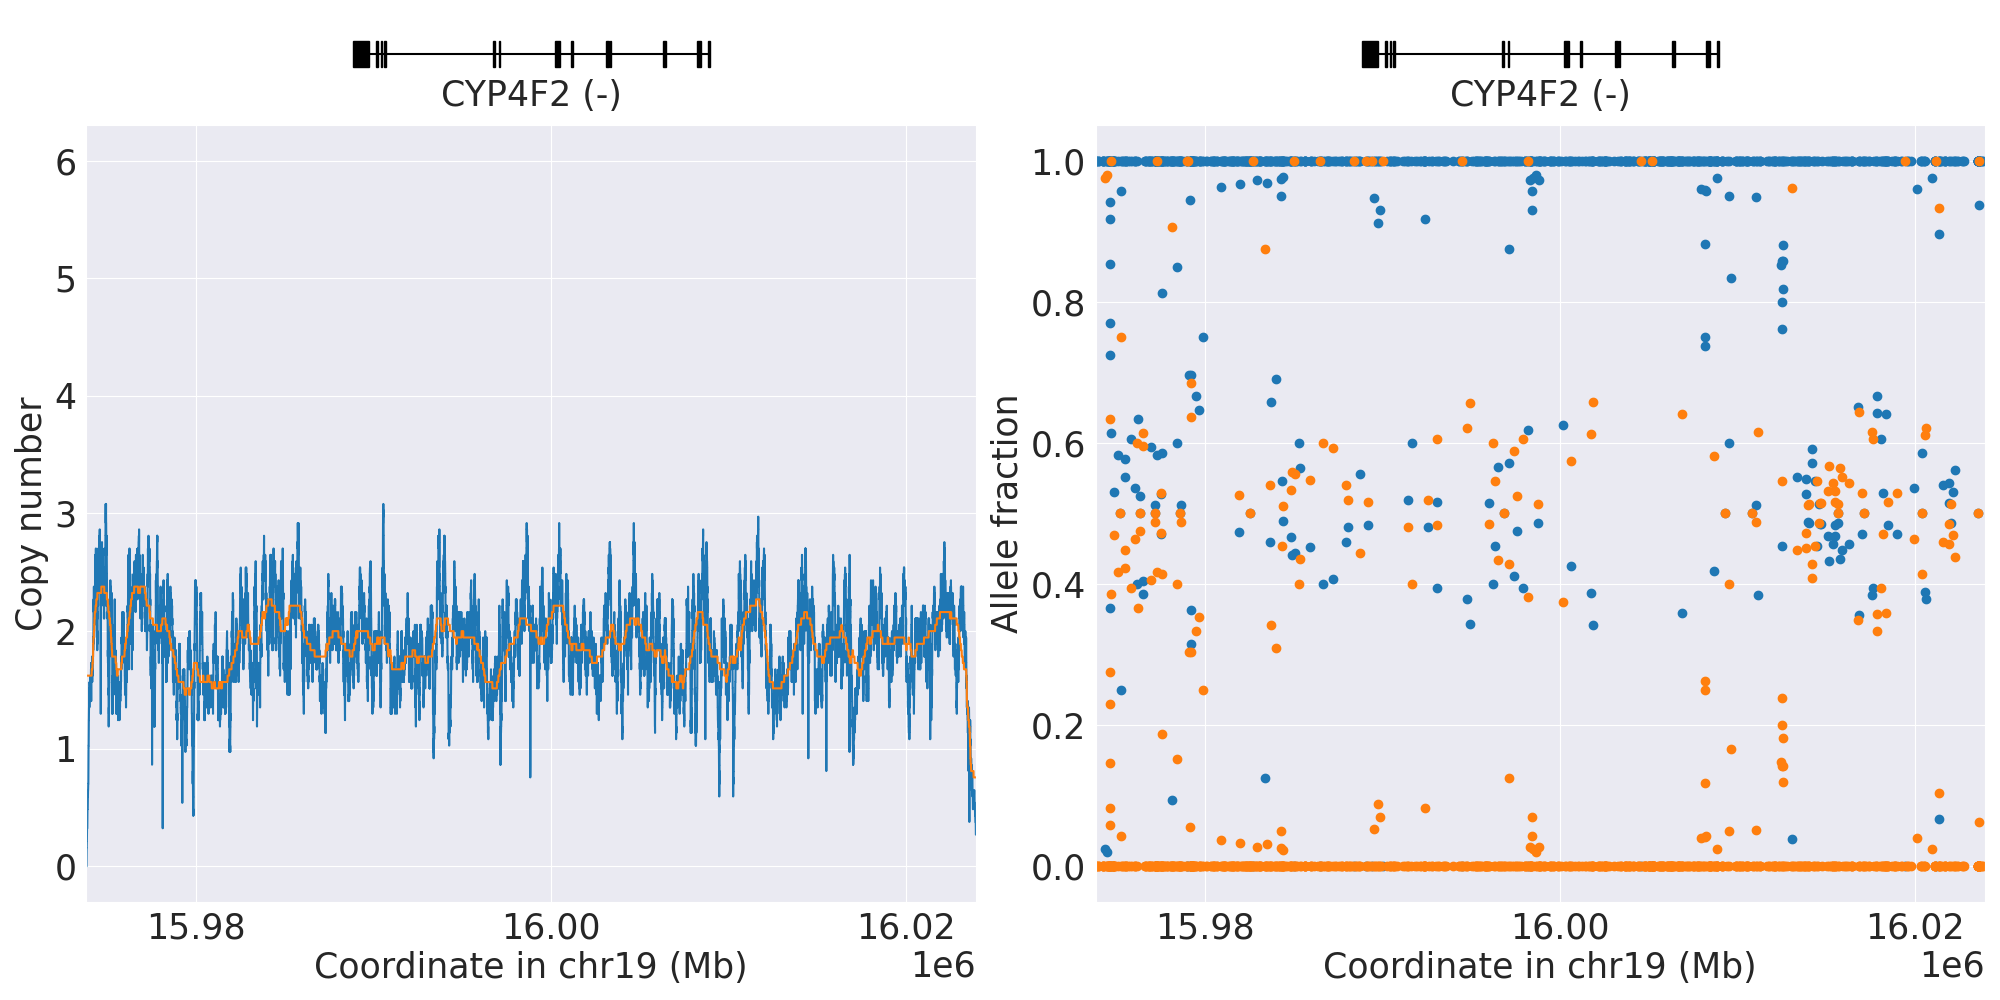 CYP4F2 (-)
6
5
4
3
2
1
0
Copy number
15.98
16.00
16.02
Coordinate in chr19 (Mb)
1e6
CYP4F2 (-)
1.0
0.8
0.6
0.4
0.2
0.0
Allele fraction
15.98
16.00
16.02
Coordinate in chr19 (Mb)
1e6